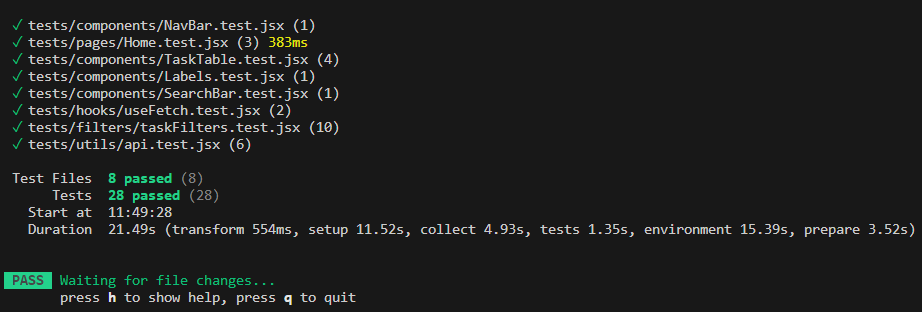 ✓ tests/components/NavBar.test.jsx (1)
✓ tests/pages/Home.test.jsx (3) 383ms
✓ tests/components/TaskTable.test.jsx (4)
✓ tests/components/Labels.test.jsx (1)
✓ tests/components/SearchBar.test.jsx (1)
✓ tests/hooks/useFetch.test.jsx (2)
✓ tests/filters/taskFilters.test.jsx (10)
✓ tests/utils/api.test.jsx (6)
Test Files 8 passed (8)
Tests 28 passed (28)
Start at 11:49:28
Duration 21.49s (transform 554ms, setup 11.52s, collect 4.93s, tests 1.35s, environment 15.39s, prepare 3.52s)
PASS Waiting for file changes...
press h to show help, press q to quit